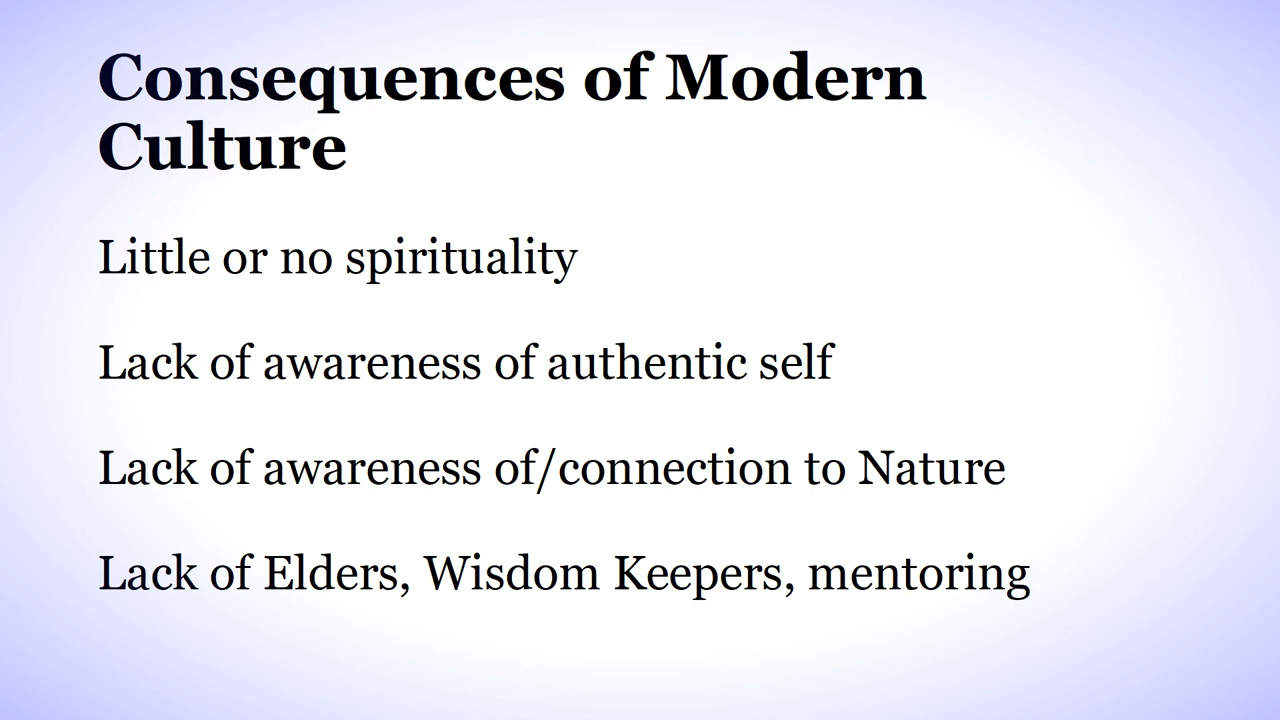 Consequences of Modern
Culture
Little or no spirituality
Lack of awareness of authentic self
Lack of awareness of/connection to Nature
Lack of Elders, Wisdom Keepers, mentoring